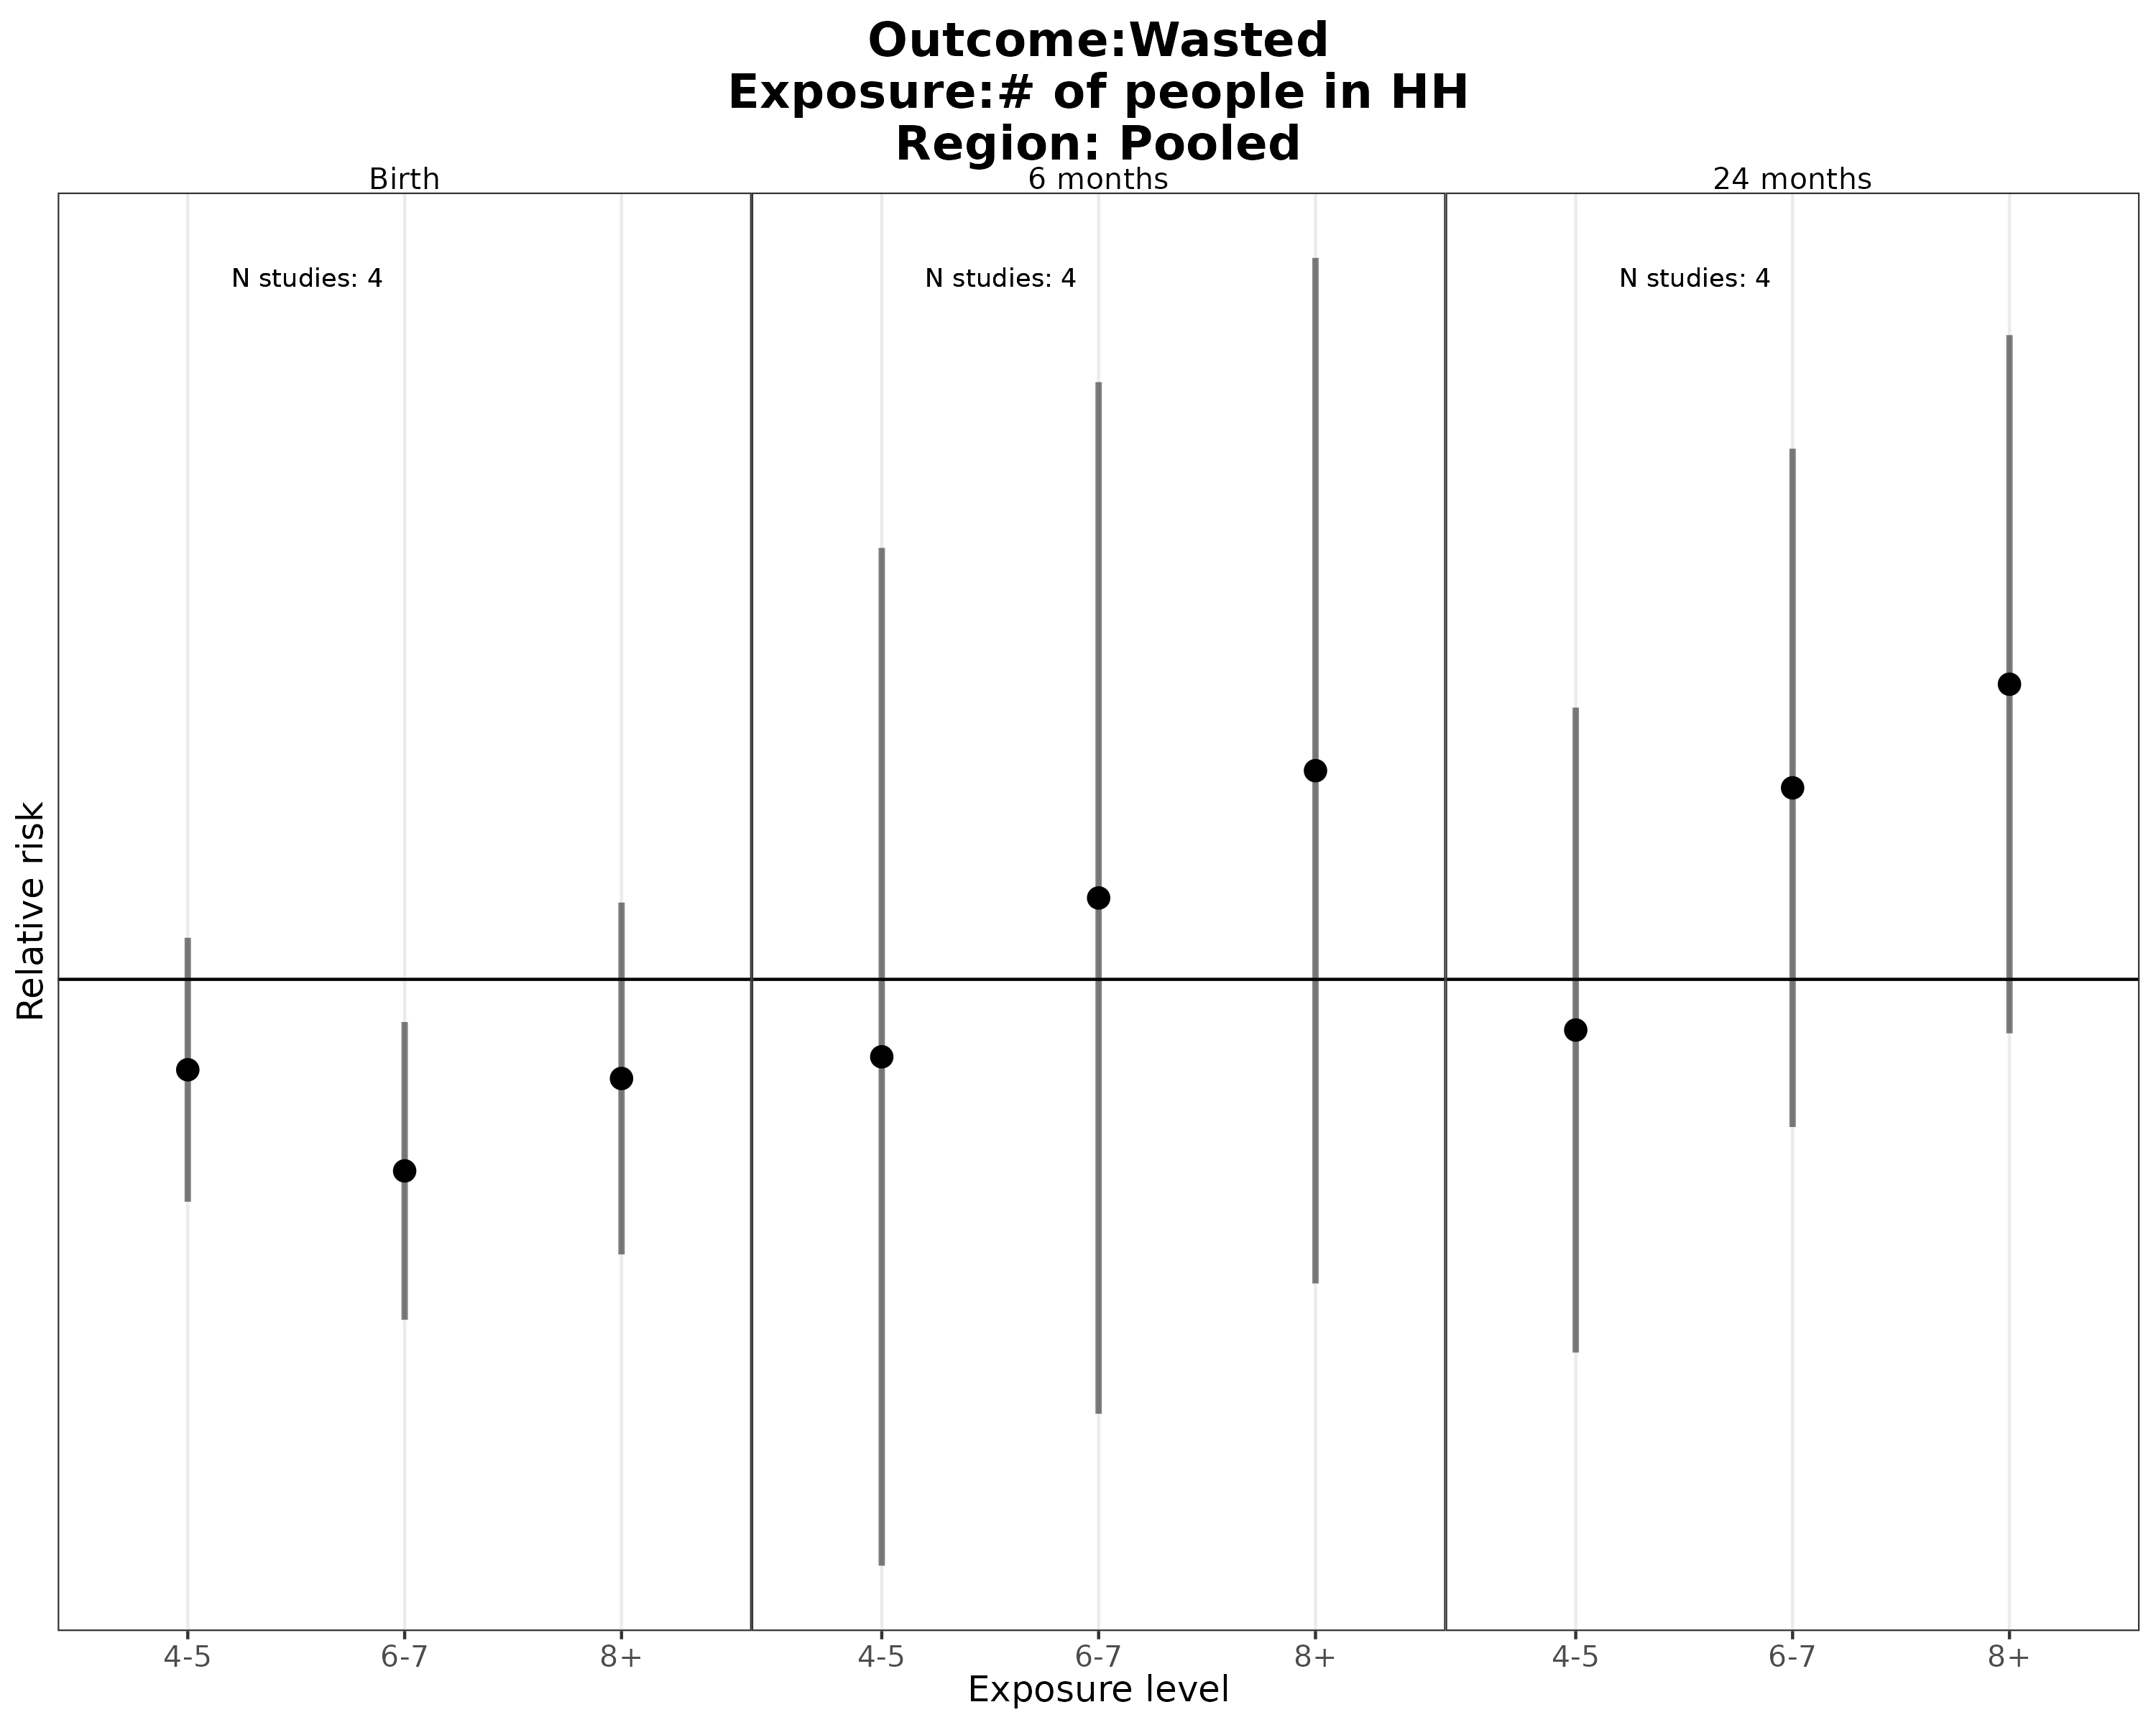 Outcome:Wasted
Exposure:# of people in HH
Region: Pooled
Birth
6 months
24 months
N studies: 4
N studies: 4
N studies: 4
Relative risk
4-5
6-7
8+
4-5
6-7
8+
4-5
6-7
8+
Exposure level